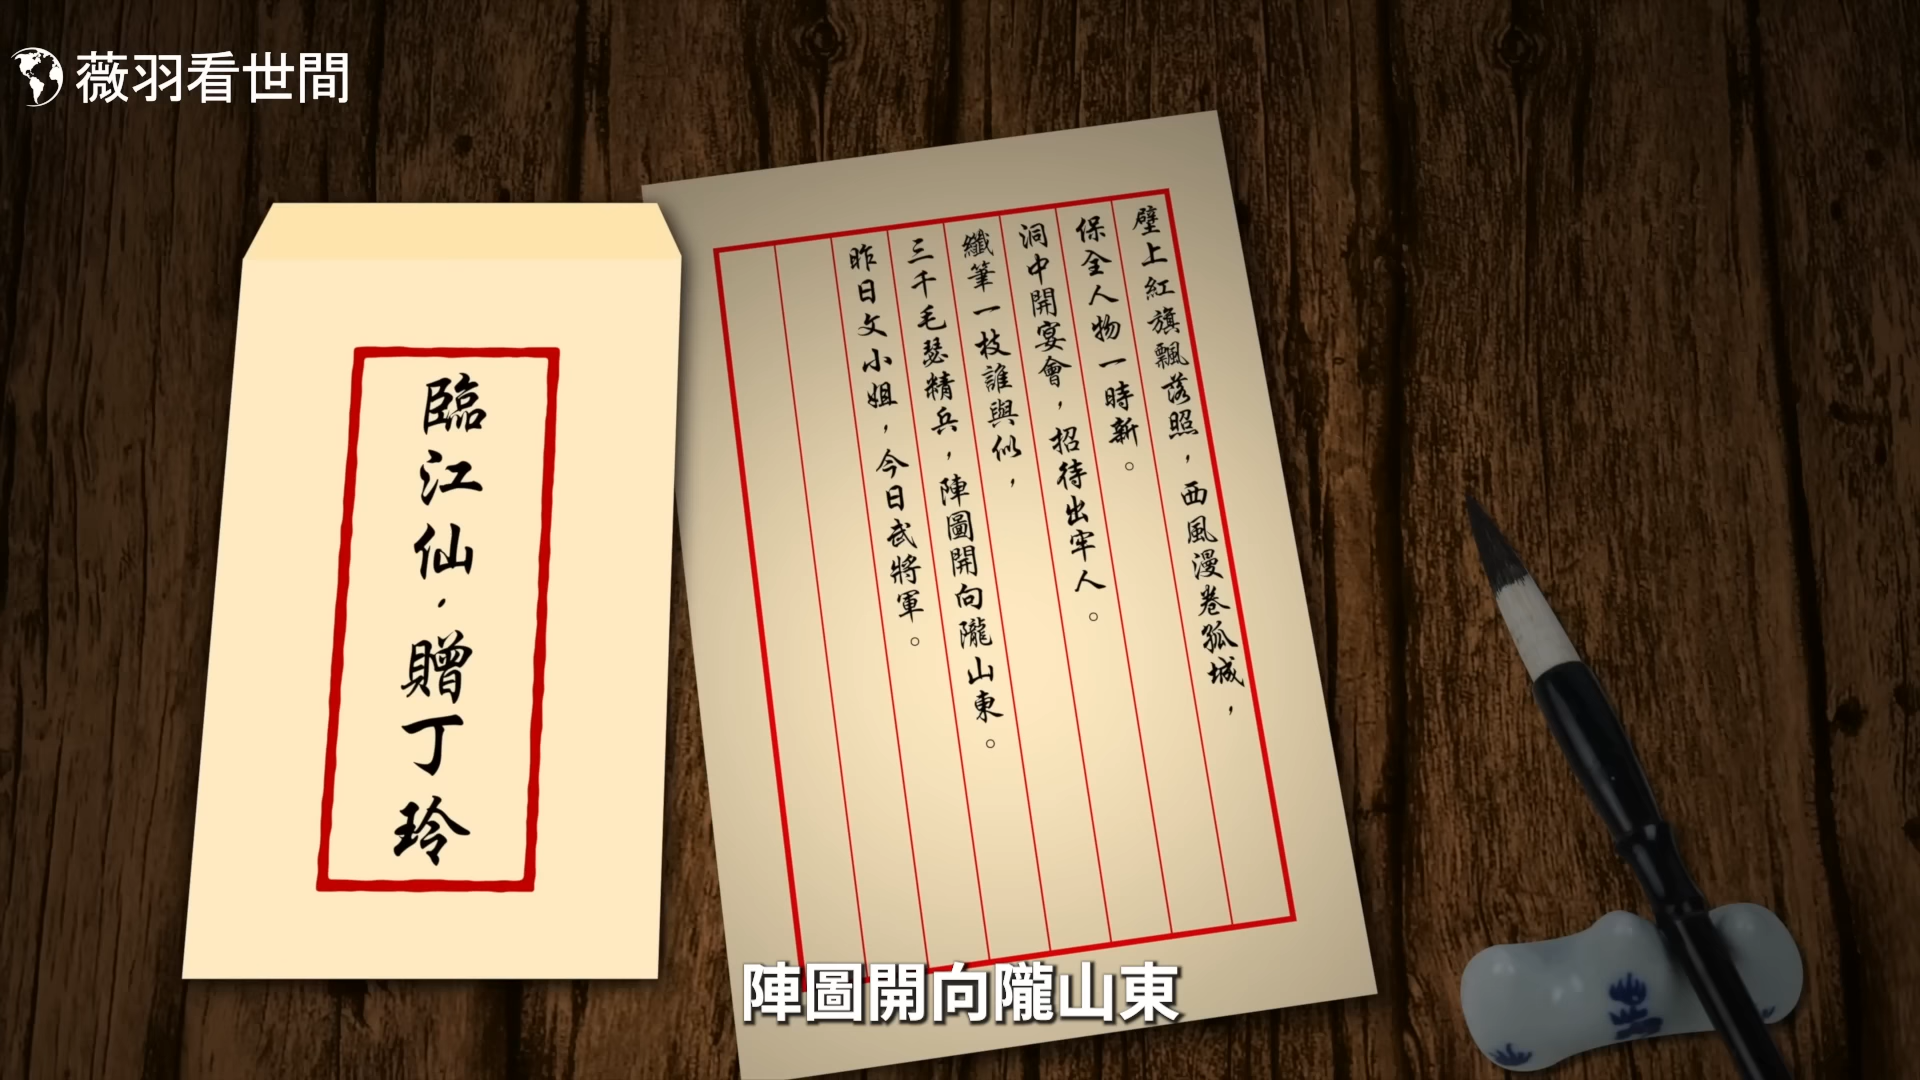 薇羽看世間
臨江仙·贈丁玲
壁上紅旗飄落照，西風漫卷孤城，
保全人物一時新。
洞中開宴會，招待出牢人。
纖筆一枝誰與似，
三千毛瑟精兵，陣圖開向隴山東。
昨日文小姐，今日武將軍。
陣圖開向隴山東